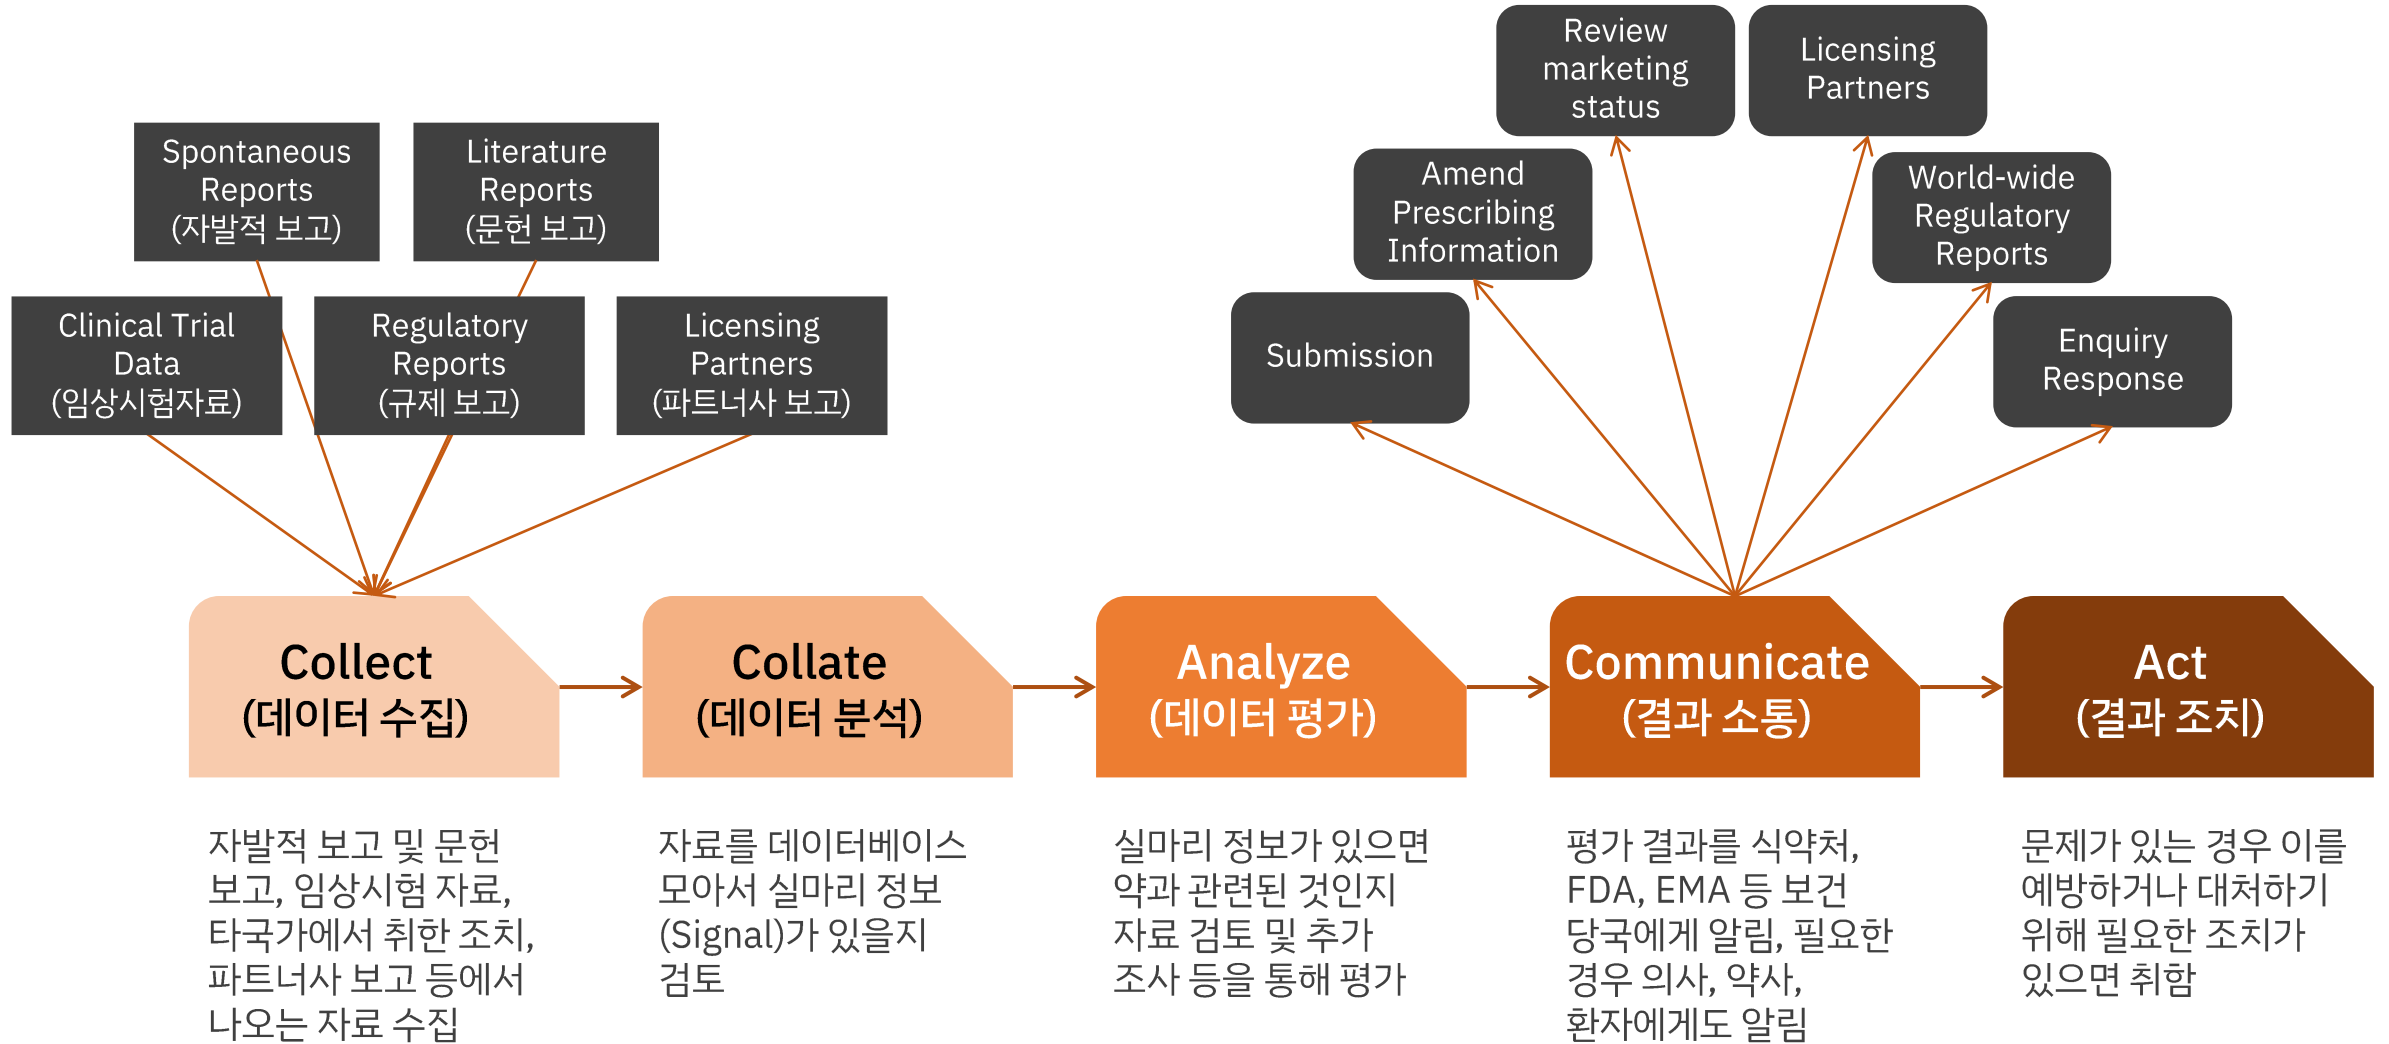 Spontaneous
Reports
(자발적 보고)
Literature
Reports
(문헌 보고)
Clinical Trial
Data
(임상시험자료)
Regulatory
Reports
(규제 보고)
Licensing
Partners
(파트너사 보고)
Review
marketing
status
Licensing
Partners
Amend
Prescribing
Information
World-wide
Regulatory
Reports
Submission
Enquiry
Response
Collect
(데이터 수집)
Collate
(데이터 분석)
Analyze
(데이터 평가)
Communicate
(결과 소통)
Act
(결과 조치)
자발적 보고 및 문헌
보고, 임상시험 자료,
타국가에서 취한 조치,
파트너사 보고 등에서
나오는 자료 수집
자료를 데이터베이스
모아서 실마리 정보
(Signal)가 있을지
검토
실마리 정보가 있으면
약과 관련된 것인지
자료 검토 및 추가
조사 등을 통해 평가
평가 결과를 식약처,
FDA, EMA 등 보건
당국에게 알림, 필요한
경우 의사, 약사,
환자에게도 알림
문제가 있는 경우 이를
예방하거나 대처하기
위해 필요한 조치가
있으면 취함